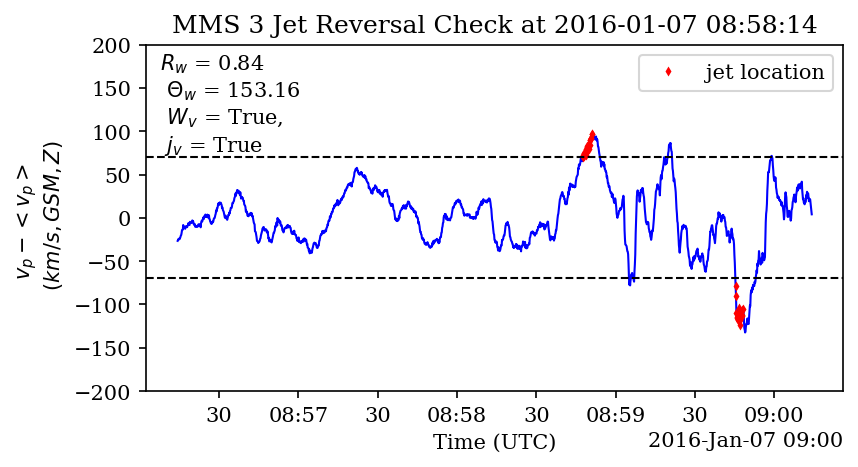 MMS 3 Jet Reversal Check at 2016-01-07 08:58:14
200
150
100
50
0
−50
−100
−150
−200
v_p − <v_p>
(km/s, GSM, Z)
R_w = 0.84
Θ_w = 153.16
W_v = True,
j_v = True
jet location
30
08:57
30
08:58
30
08:59
30
09:00
Time (UTC)
2016-Jan-07 09:00